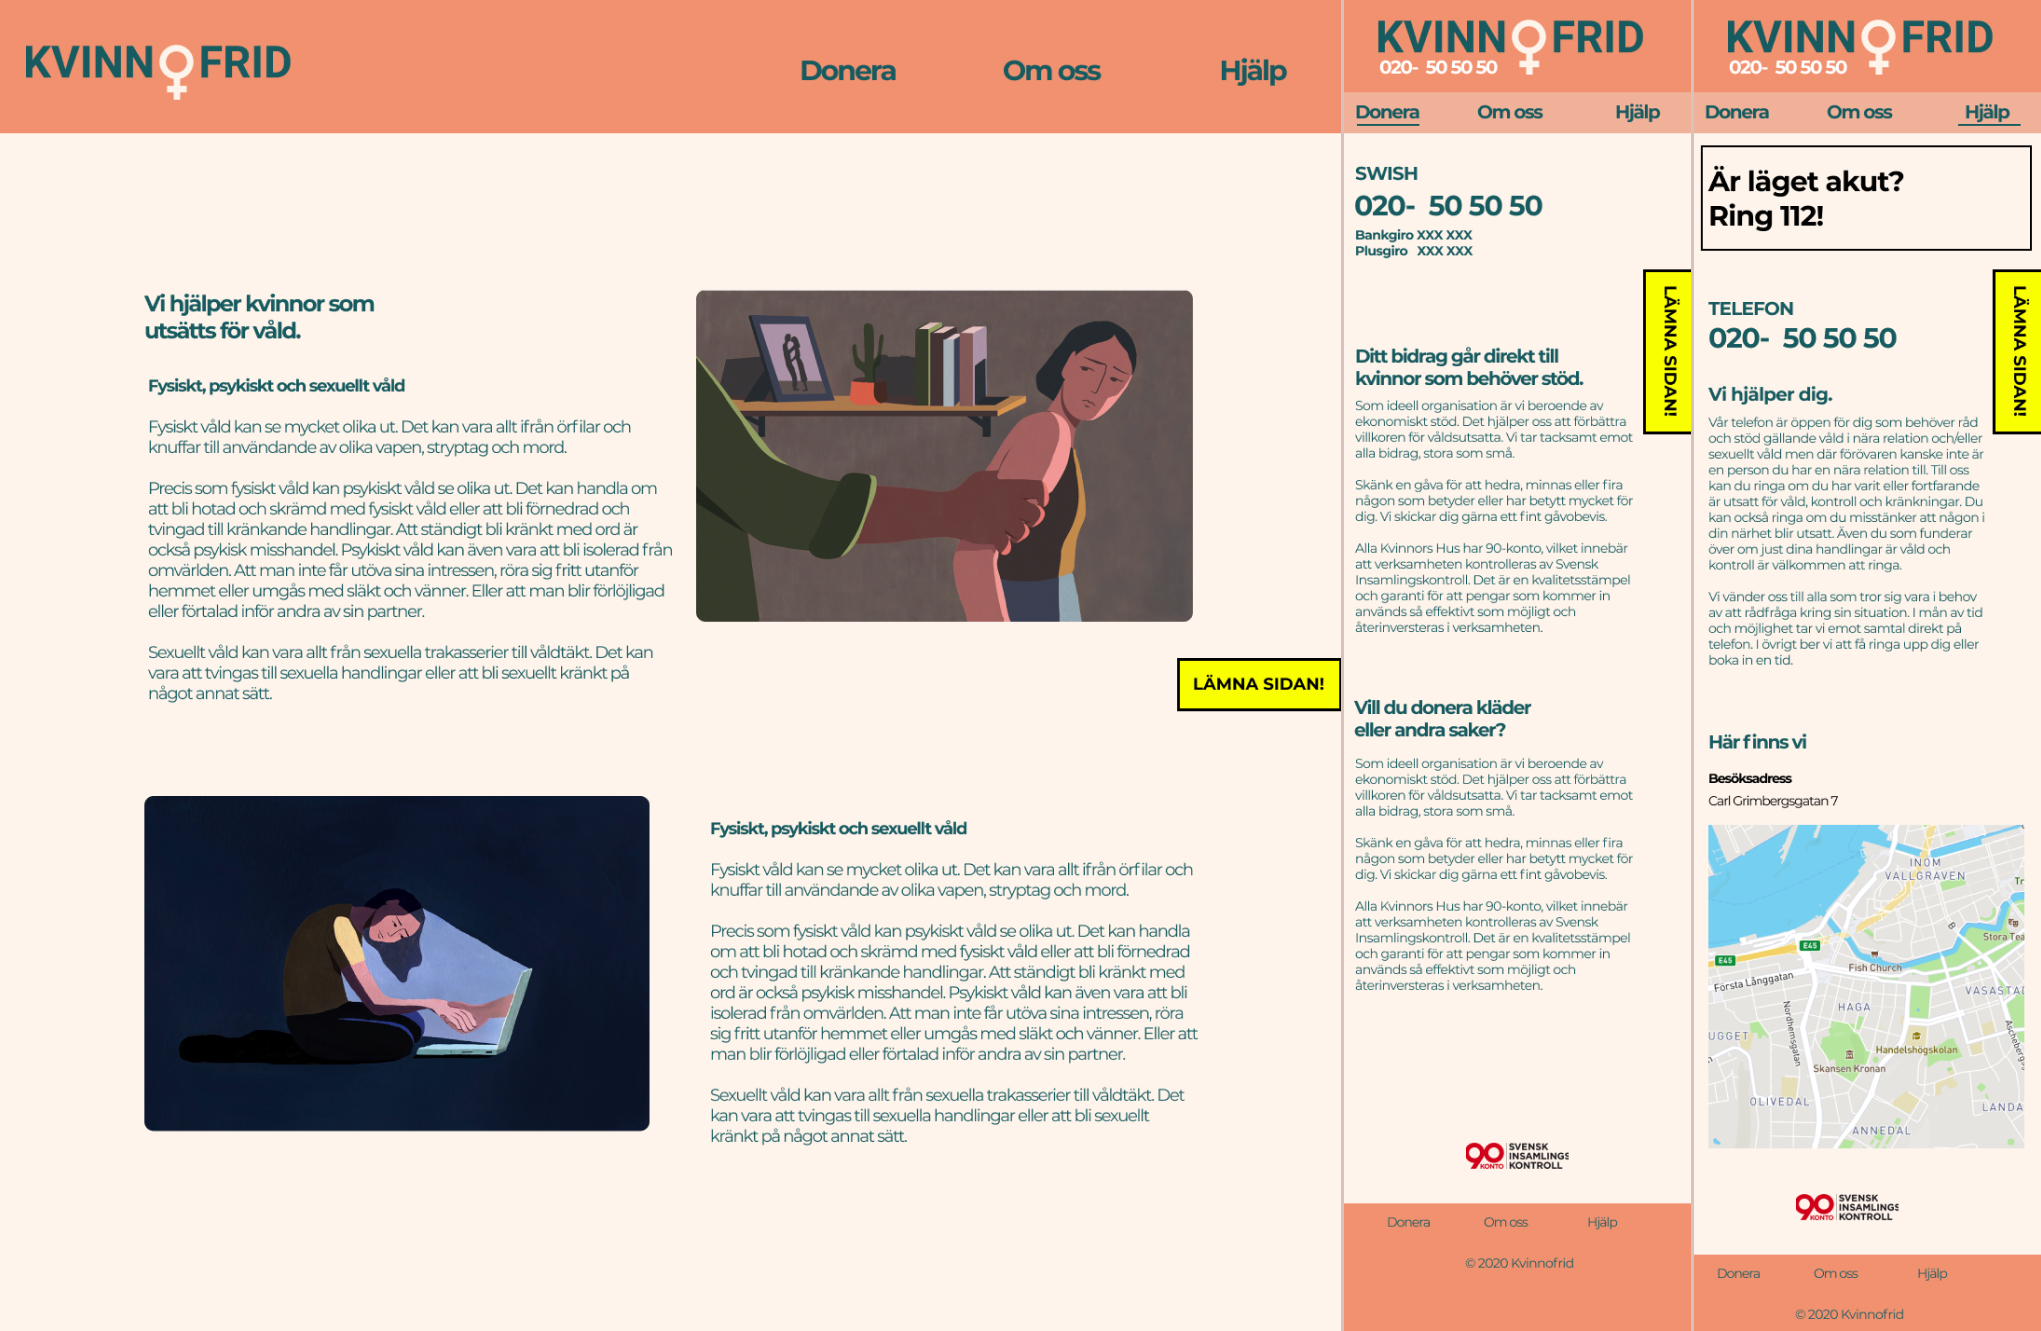 KVINN FRID
Donera Om oss Hjälp
Vi hjälper kvinnor som
utsätts för våld.
Fysiskt, psykiskt och sexuellt våld
Fysiskt våld kan se mycket olika ut. Det kan vara allt ifrån örfilar och
knuffar till användande av olika vapen, stryptag och mord.
Precis som fysiskt våld kan psykiskt våld se olika ut. Det kan handla om
att bli hotad och skrämd med fysiskt våld eller att bli förnedrad och
tvingad till kränkande handlingar. Att ständigt bli kränkt med ord är
också psykisk misshandel. Psykiskt våld kan även vara att bli isolerad från
omvärlden. Att man inte får utöva sina intressen, röra sig fritt utanför
hemmet eller umgås med släkt och vänner. Eller att man blir förlöjligad
eller förtalad inför andra av sin partner.
Sexuellt våld kan vara allt från sexuella trakasserier till våldtäkt. Det kan
vara att tvingas till sexuella handlingar eller att bli sexuellt kränkt på
något annat sätt.
LÄMNA SIDAN!
Fysiskt, psykiskt och sexuellt våld
Fysiskt våld kan se mycket olika ut. Det kan vara allt ifrån örfilar och
knuffar till användande av olika vapen, stryptag och mord.
Precis som fysiskt våld kan psykiskt våld se olika ut. Det kan handla
om att bli hotad och skrämd med fysiskt våld eller att bli förnedrad
och tvingad till kränkande handlingar. Att ständigt bli kränkt med
ord är också psykisk misshandel. Psykiskt våld kan även vara att bli
isolerad från omvärlden. Att man inte får utöva sina intressen, röra
sig fritt utanför hemmet eller umgås med släkt och vänner. Eller att
man blir förlöjligad eller förtalad inför andra av sin partner.
Sexuellt våld kan vara allt från sexuella trakasserier till våldtäkt. Det
kan vara att tvingas till sexuella handlingar eller att bli sexuellt
kränkt på något annat sätt.
KVINN FRID
020- 50 50 50
Donera Om oss Hjälp
SWISH
020- 50 50 50
Bankgiro XXX XXX
Plusgiro XXX XXX
LÄMNA SIDAN!
Ditt bidrag går direkt till
kvinnor som behöver stöd.
Som ideell organisation är vi beroende av
ekonomiskt stöd. Det hjälper oss att förbättra
villkoren för våldsutsatta. Vi tar tacksamt emot
alla bidrag, stora som små.
Skänk en gåva för att hedra, minnas eller fira
någon som betyder eller har betytt mycket för
dig. Vi skickar dig gärna ett fint gåvobevis.
Alla Kvinnors Hus har 90-konto, vilket innebär
att verksamheten kontrolleras av Svensk
Insamlingskontroll. Det är en kvalitetsstämpel
och garanti för att pengar som kommer in
används så effektivt som möjligt och
återinversteras i verksamheten.
Vill du donera kläder
eller andra saker?
Som ideell organisation är vi beroende av
ekonomiskt stöd. Det hjälper oss att förbättra
villkoren för våldsutsatta. Vi tar tacksamt emot
alla bidrag, stora som små.
Skänk en gåva för att hedra, minnas eller fira
någon som betyder eller har betytt mycket för
dig. Vi skickar dig gärna ett fint gåvobevis.
Alla Kvinnors Hus har 90-konto, vilket innebär
att verksamheten kontrolleras av Svensk
Insamlingskontroll. Det är en kvalitetsstämpel
och garanti för att pengar som kommer in
används så effektivt som möjligt och
återinversteras i verksamheten.
90 KONTO
SVENSK
INSAMLINGS
KONTROLL
Donera Om oss Hjälp
© 2020 Kvinnofrid
KVINN FRID
020- 50 50 50
Donera Om oss Hjälp
Är läget akut?
Ring 112!
LÄMNA SIDAN!
TELEFON
020- 50 50 50
Vi hjälper dig.
Vår telefon är öppen för dig som behöver råd
och stöd gällande våld i nära relation och/eller
sexuellt våld men där förövaren kanske inte är
en person du har en nära relation till. Till oss
kan du ringa om du har varit eller fortfarande
är utsatt för våld, kontroll och kränkningar. Du
kan också ringa om du misstänker att någon i
din närhet blir utsatt. Även du som funderar
över om just dina handlingar är våld och
kontroll är välkommen att ringa.
Vi vänder oss till alla som tror sig vara i behov
av att rådfråga kring sin situation. I mån av tid
och möjlighet tar vi emot samtal direkt på
telefon. I övrigt ber vi att få ringa upp dig eller
boka in en tid.
Här finns vi
Besöksadress
Carl Grimbergsgatan 7
INOM
VALLGRAVEN
Tr
Stora Tea
E45
E45
Fish Church
Första Långgatan
VASASTA
HAGA
Nordhemsgatan
Ascheberg
UGGET
Handelshögskolan
Skansen Kronan
OLIVEDAL
LANDA
ANNEDAL
90 KONTO
SVENSK
INSAMLINGS
KONTROLL
Donera Om oss Hjälp
© 2020 Kvinnofrid